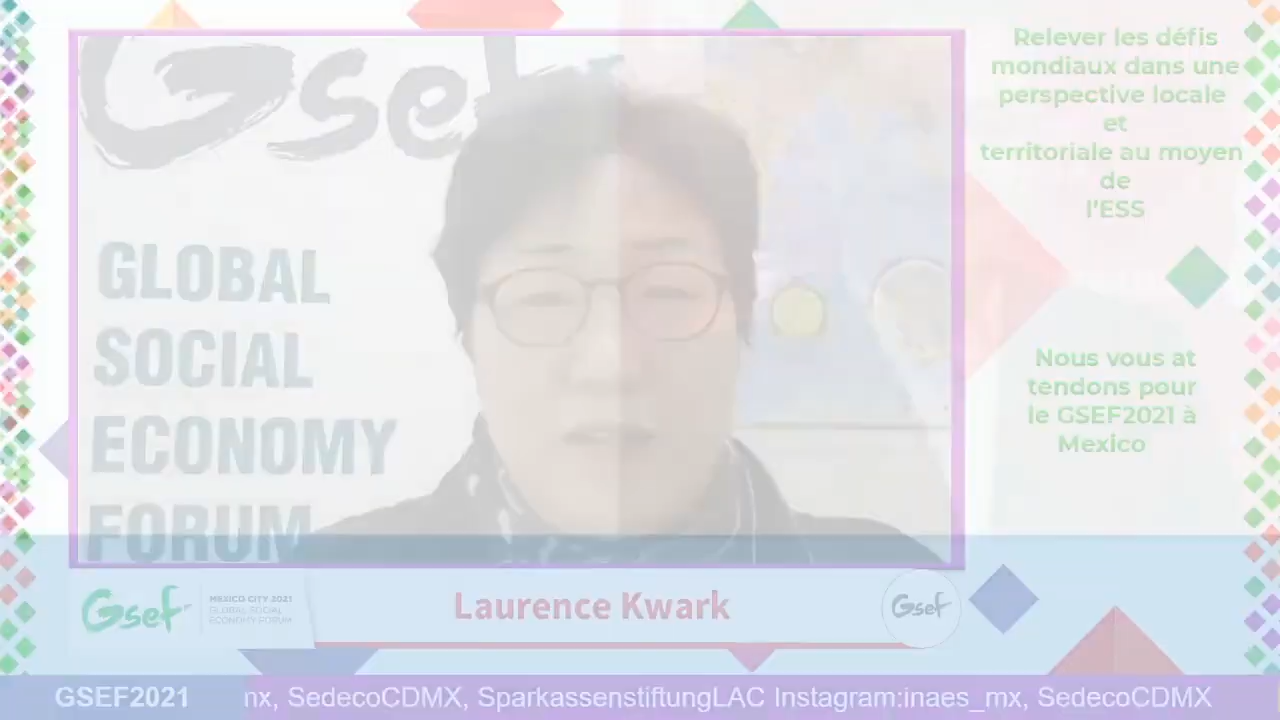 Gsef
GLOBAL
SOCIAL
ECONOMY
FORUM
Relever les défis
mondiaux dans une
perspective locale
et
territoriale au moyen
de
l'ESS
Nous vous at
tendons pour
le GSEF2021 à
Mexico
Gsef
MEXICO CITY 2021
GLOBAL SOCIAL
ECONOMY FORUM
Laurence Kwark
Gsef
GSEF2021
mx, SedecoCDMX, SparkassenstiftungLAC Instagram:inaes_mx, SedecoCDMX